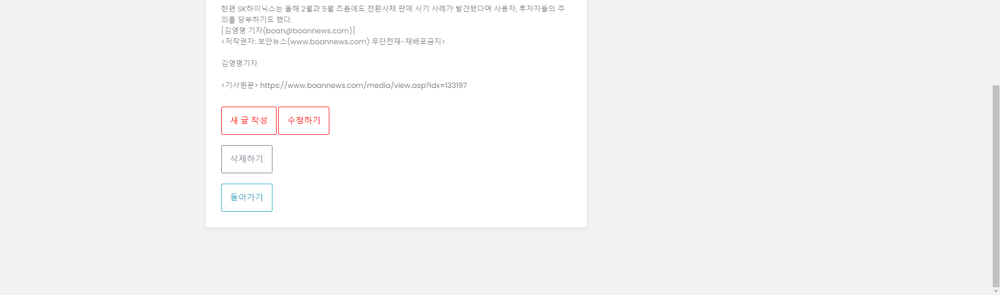 한편 SK하이닉스는 올해 2월과 5월 즈음에도 전환사채 판매 사기 사례가 발견됐다며 사용자, 투자자들의 주
의를 당부하기도 했다.
[김영명 기자(boan@boannews.com)]
<저작권자: 보안뉴스(www.boannews.com) 무단전재-재배포금지>
김영명기자
<기사원문> https://www.boannews.com/media/view.asp?idx=133197
새 글 작성 수정하기
삭제하기
돌아가기